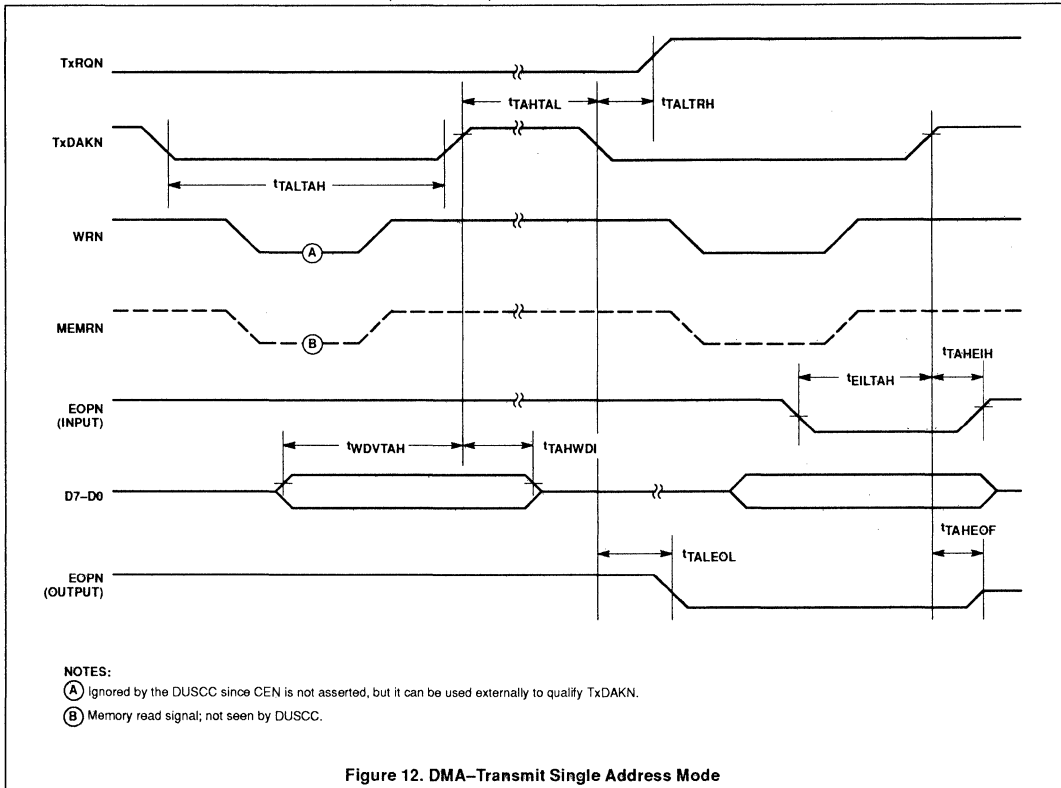 TxRQN
tTAHTAL
tTALTRH
TxDAKN
tTALTAH
WRN
A
MEMRN
B
tTAHEIH
tEILTAH
EOPN
(INPUT)
tWDVTAH
tTAHWDI
D7–D0
tTAHEOF
tTALEOL
EOPN
(OUTPUT)
NOTES:
A Ignored by the DUSCC since CEN is not asserted, but it can be used externally to qualify TxDAKN.
B Memory read signal; not seen by DUSCC.
Figure 12. DMA–Transmit Single Address Mode